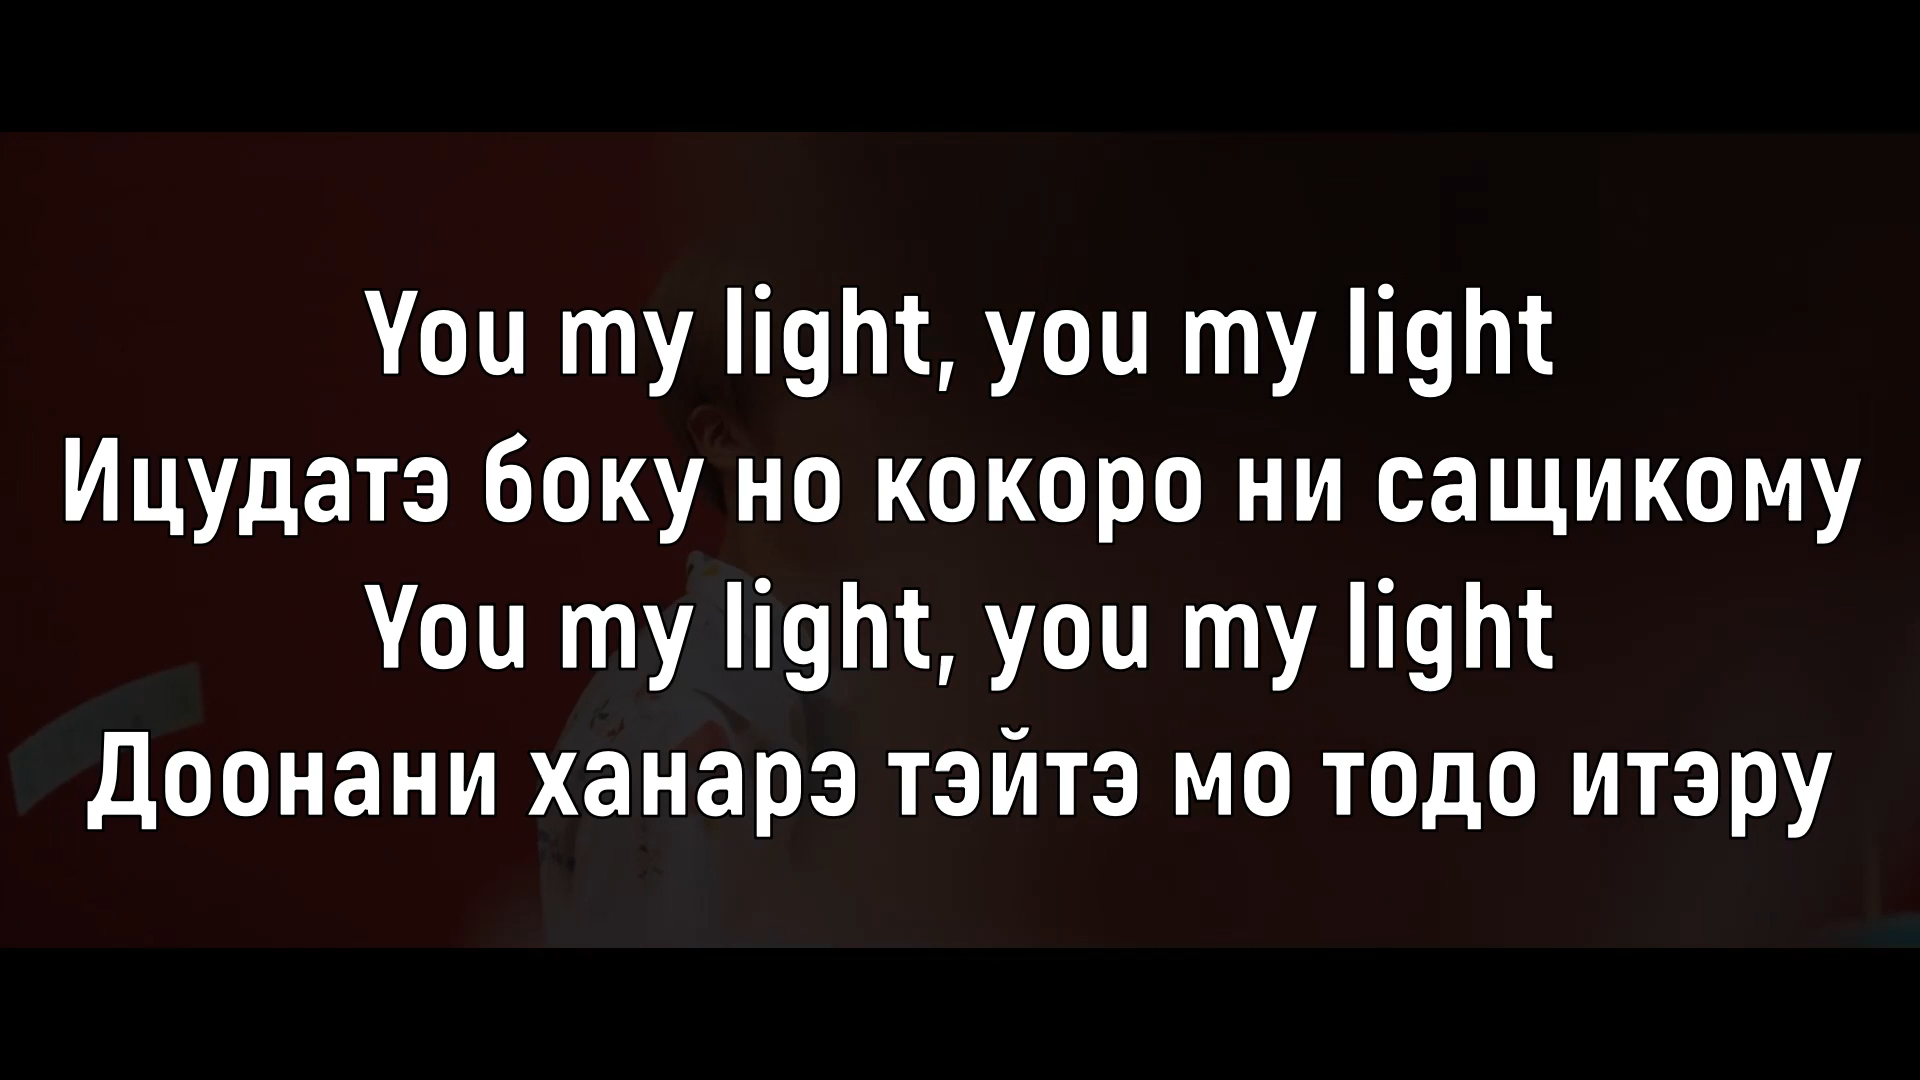 You my light, you my light
Ицудатэ боку но кокоро ни сащикому
You my light, you my light
Доонани ханарэ тэйтэ мо тодо итэру